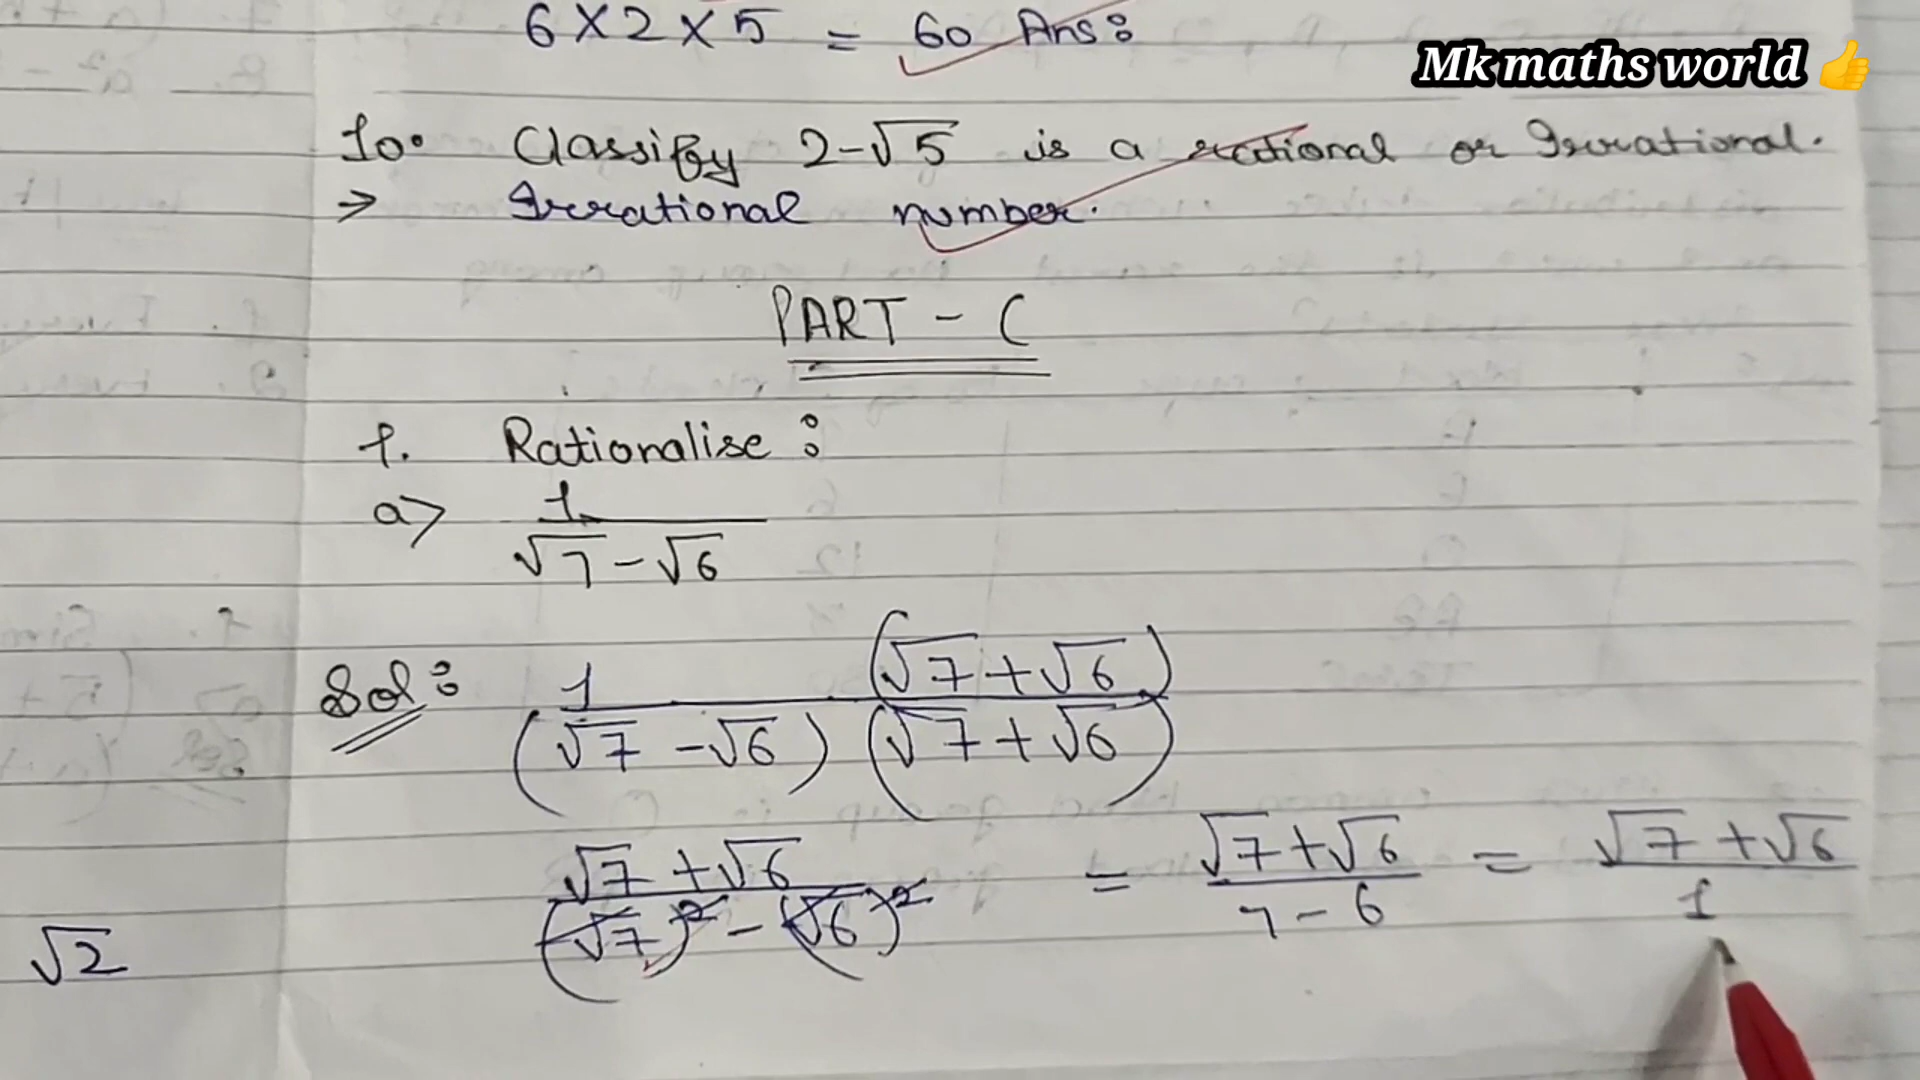 6×2×5 = 60 Ans:
Mk maths world 👍
10. Classify 2-√5 is a rational or Irrational.
→ Irrational number.
PART - C
1. Rationalise :
a> 1
√7-√6
Sol: 1 (√7+√6)
(√7-√6) (√7+√6)
√7+√6 = √7+√6 = √7+√6
(√7)² - (√6)² 7-6 1
√2